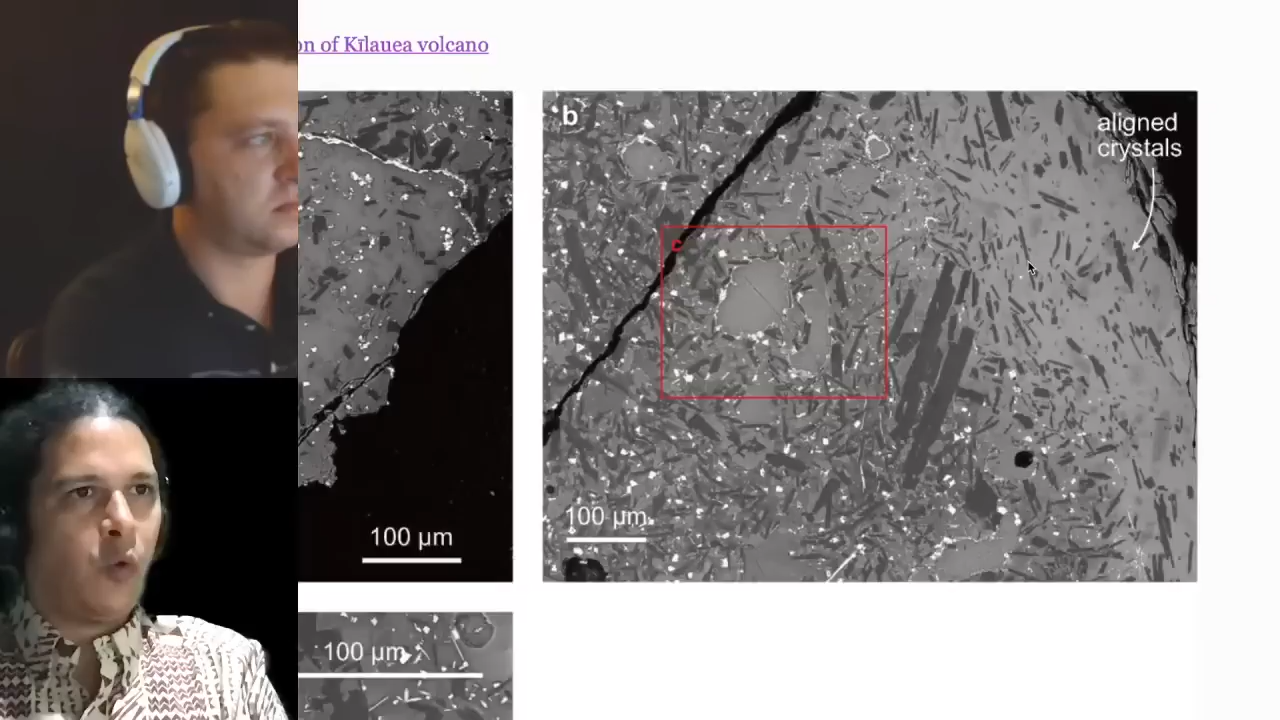 on of Kīlauea volcano
b
aligned
crystals
c
100 µm
100 µm
100 µm